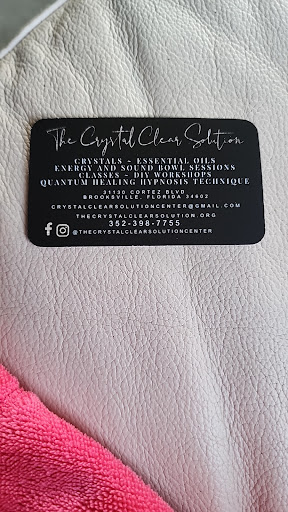 The Crystal Clear Solution
CRYSTALS - ESSENTIAL OILS
ENERGY AND SOUND BOWL SESSIONS
CLASSES - DIY WORKSHOPS
QUANTUM HEALING HYPNOSIS TECHNIQUE
31130 CORTEZ BLVD
BROOKSVILLE, FLORIDA 34602
CRYSTALCLEARSOLUTIONCENTER@GMAIL.COM
THECRYSTALCLEARSOLUTION.ORG
352-398-7755
@THECRYSTALCLEARSOLUTIONCENTER